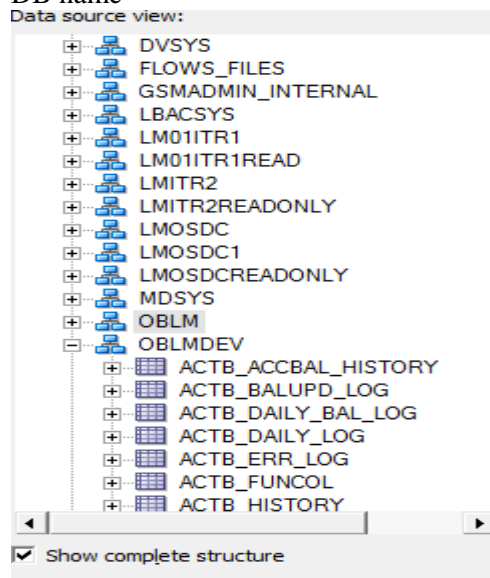 DB name
Data source view:
DVSYS
FLOWS_FILES
GSMADMIN_INTERNAL
LBACSYS
LM01ITR1
LM01ITR1READ
LMITR2
LMITR2READONLY
LMOSDC
LMOSDC1
LMOSDCREADONLY
MDSYS
OBLM
OBLMDEV
ACTB_ACCBAL_HISTORY
ACTB_BALUPD_LOG
ACTB_DAILY_BAL_LOG
ACTB_DAILY_LOG
ACTB_ERR_LOG
ACTB_FUNCOL
ACTB_HISTORY
Show complete structure